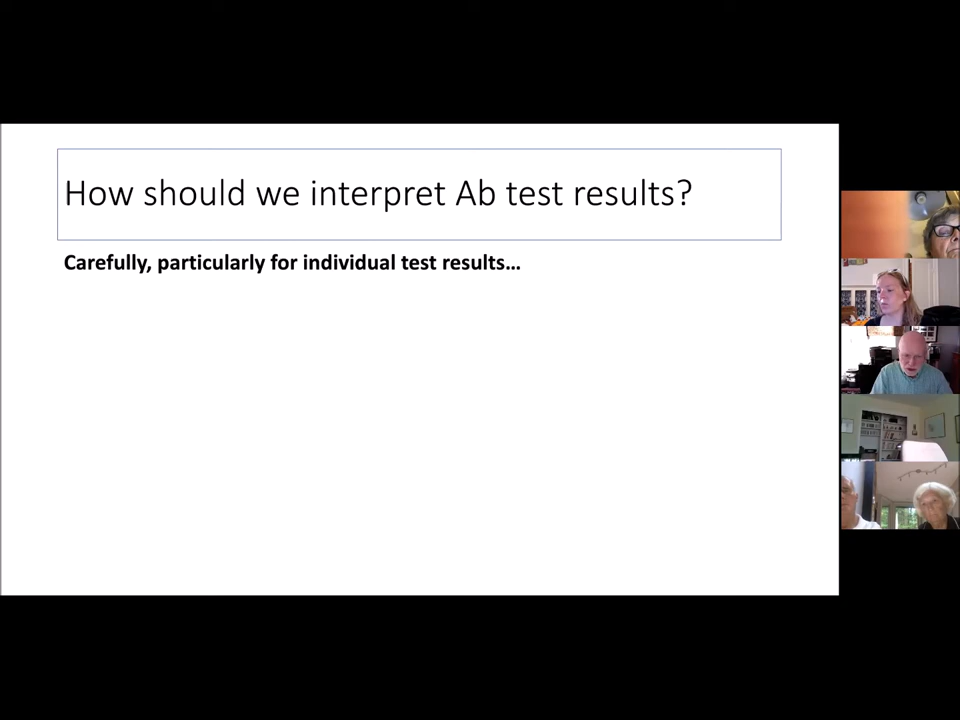 How should we interpret Ab test results?
Carefully, particularly for individual test results…